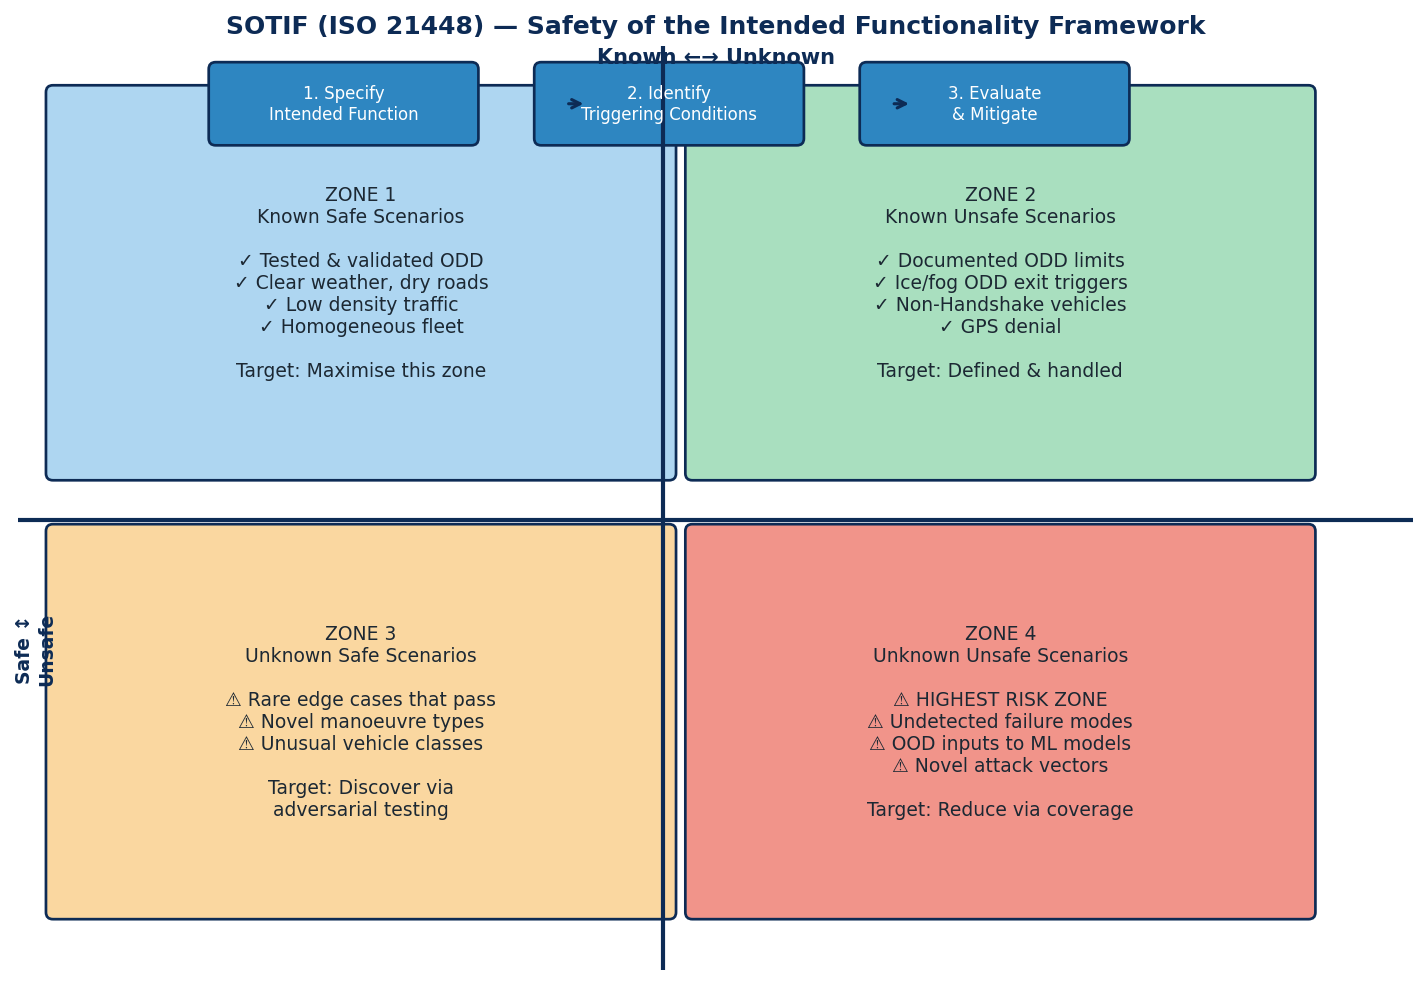 SOTIF (ISO 21448) — Safety of the Intended Functionality Framework
Known ←→ Unknown
1. Specify
Intended Function
2. Identify
Triggering Conditions
3. Evaluate
& Mitigate
ZONE 1
Known Safe Scenarios
✓ Tested & validated ODD
✓ Clear weather, dry roads
✓ Low density traffic
✓ Homogeneous fleet
Target: Maximise this zone
ZONE 2
Known Unsafe Scenarios
✓ Documented ODD limits
✓ Ice/fog ODD exit triggers
✓ Non-Handshake vehicles
✓ GPS denial
Target: Defined & handled
Safe ↕
Unsafe
ZONE 3
Unknown Safe Scenarios
⚠ Rare edge cases that pass
⚠ Novel manoeuvre types
⚠ Unusual vehicle classes
Target: Discover via
adversarial testing
ZONE 4
Unknown Unsafe Scenarios
⚠ HIGHEST RISK ZONE
⚠ Undetected failure modes
⚠ OOD inputs to ML models
⚠ Novel attack vectors
Target: Reduce via coverage